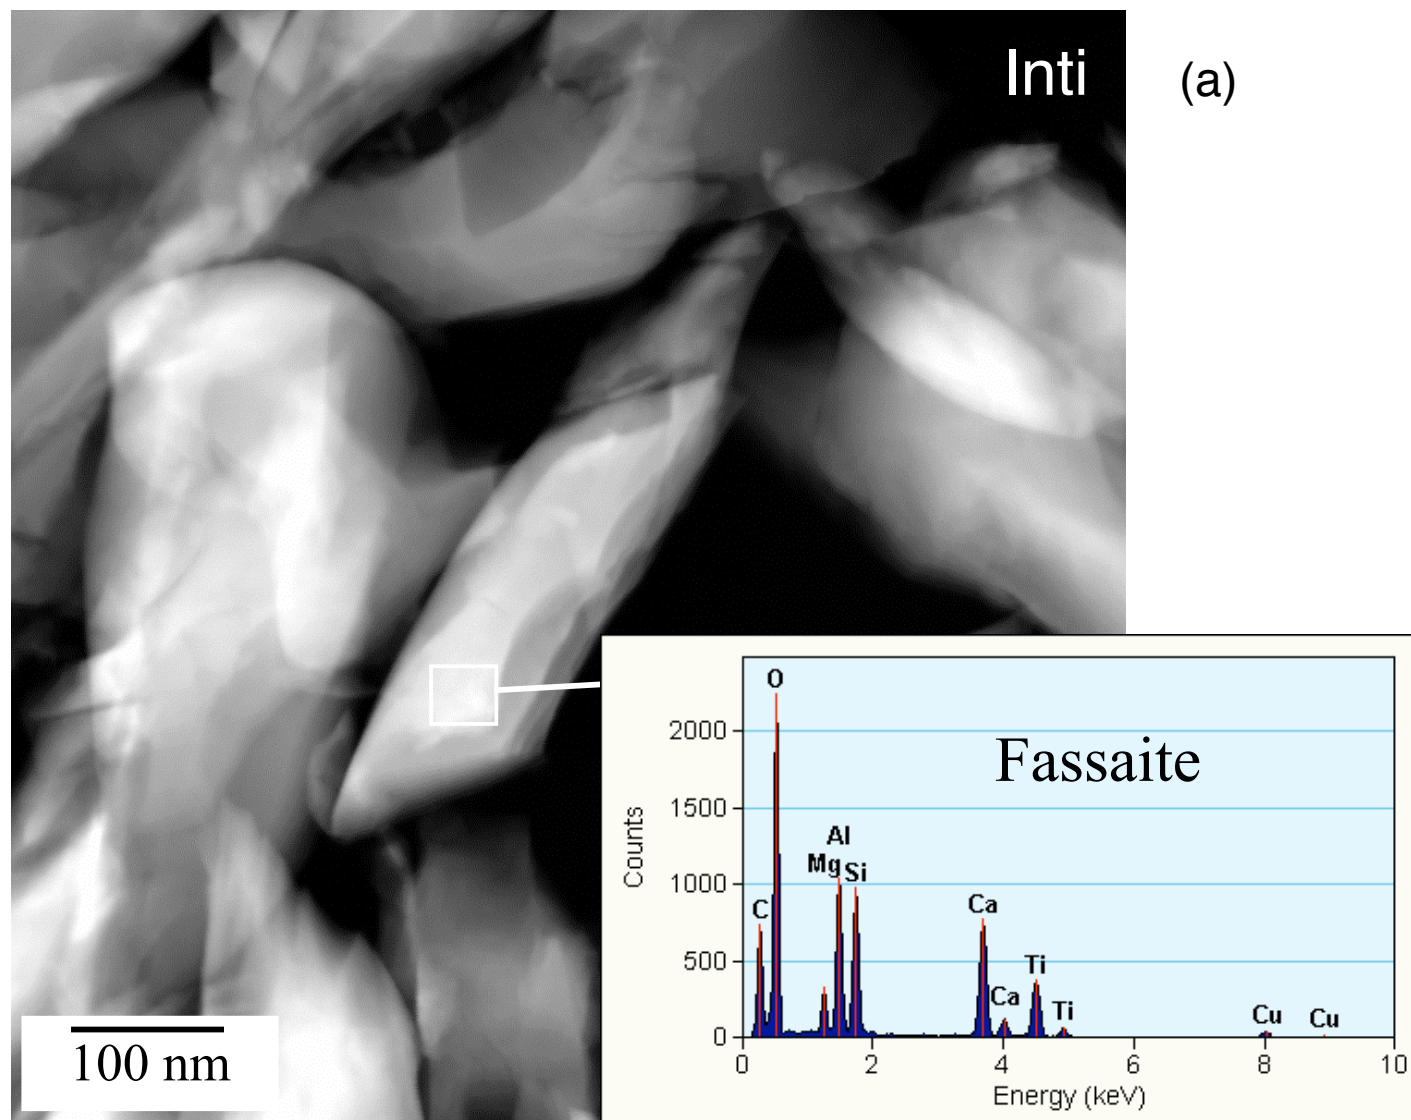 Inti
(a)
100 nm
Fassaite
Counts
2000
1500
1000
500
0
O
C
Al
Mg Si
Ca
Ca
Ti
Ti
Cu
Cu
0 2 4 6 8 10
Energy (keV)